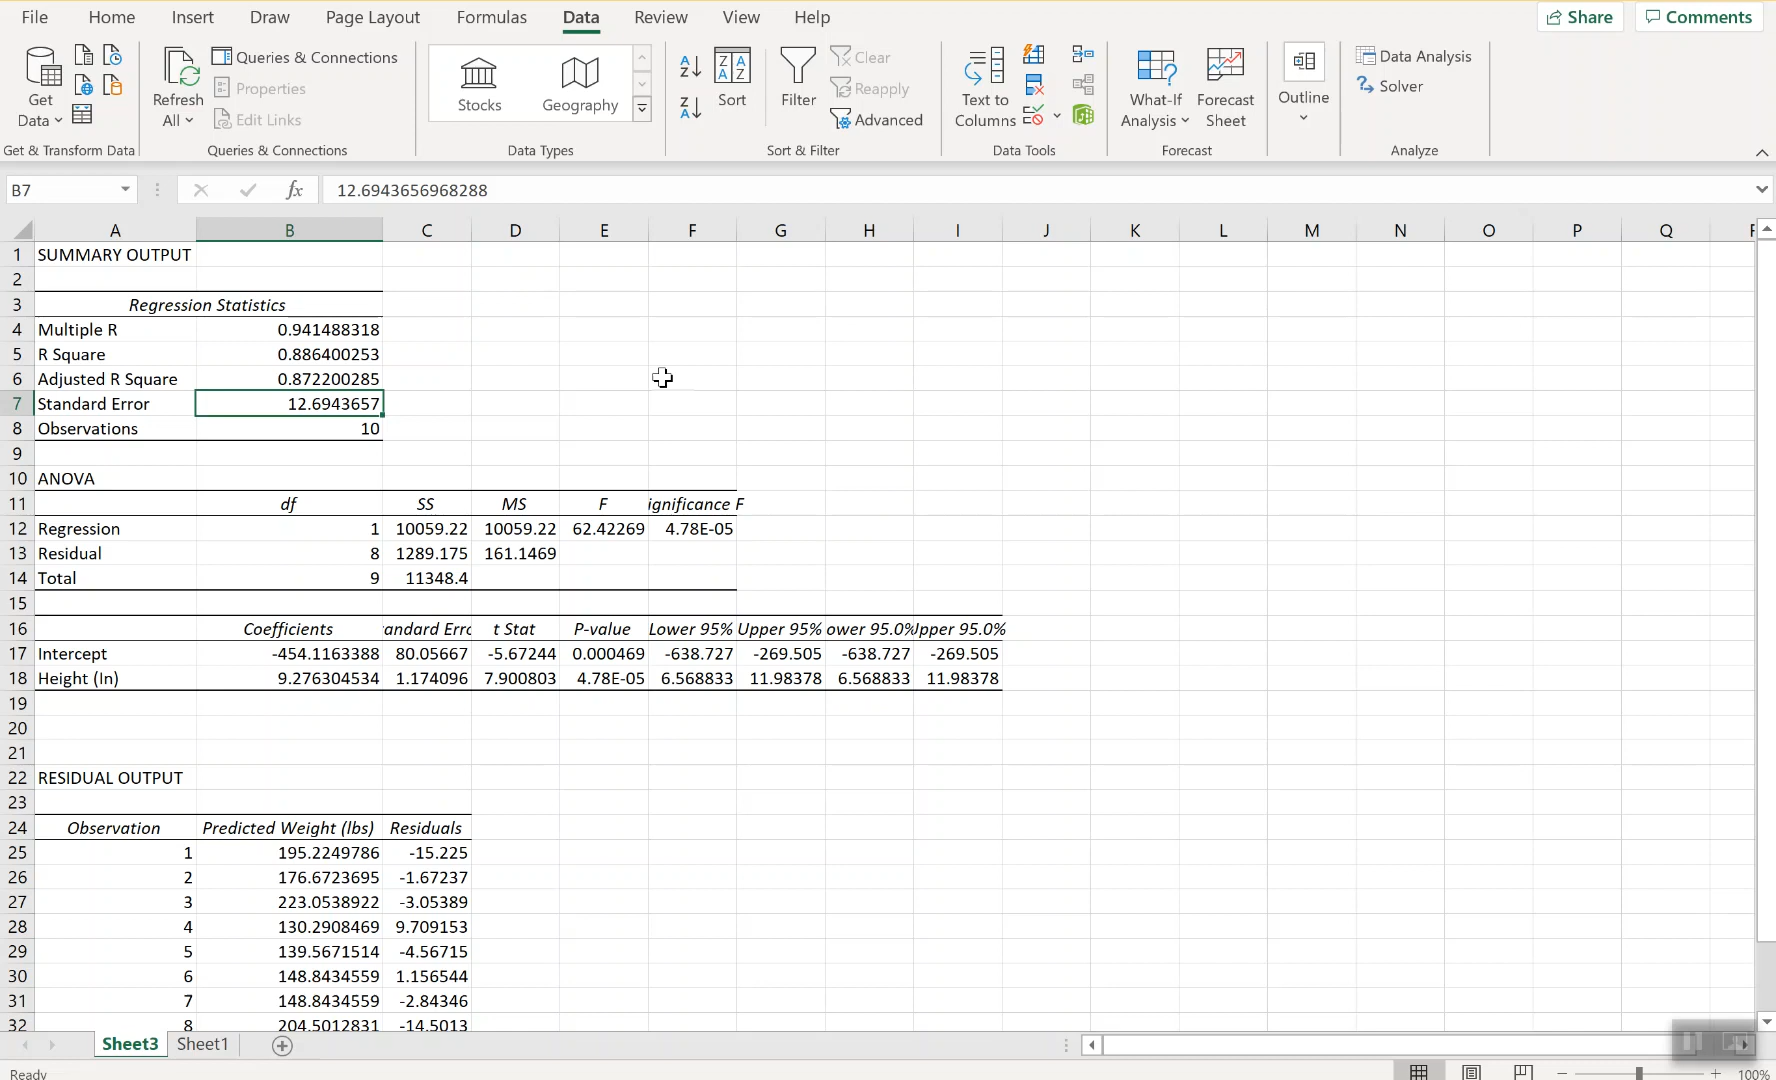 File Home Insert Draw Page Layout Formulas Data Review View Help Share Comments
Get Data
Refresh All
Queries & Connections
Properties
Edit Links
Stocks
Geography
Sort
Filter
Clear
Reapply
Advanced
Text to Columns
What-If Analysis
Forecast Sheet
Outline
Data Analysis
Solver
Get & Transform Data Queries & Connections Data Types Sort & Filter Data Tools Forecast Analyze
B7 fx 12.6943656968288
A B C D E F G H I J K L M N O P Q
1 SUMMARY OUTPUT
2
3 Regression Statistics
4 Multiple R 0.941488318
5 R Square 0.886400253
6 Adjusted R Square 0.872200285
7 Standard Error 12.6943657
8 Observations 10
9
10 ANOVA
11 df SS MS F ignificance F
12 Regression 1 10059.22 10059.22 62.42269 4.78E-05
13 Residual 8 1289.175 161.1469
14 Total 9 11348.4
15
16 Coefficients andard Erro t Stat P-value Lower 95% Upper 95% ower 95.0% Upper 95.0%
17 Intercept -454.1163388 80.05667 -5.67244 0.000469 -638.727 -269.505 -638.727 -269.505
18 Height (In) 9.276304534 1.174096 7.900803 4.78E-05 6.568833 11.98378 6.568833 11.98378
19
20
21
22 RESIDUAL OUTPUT
23
24 Observation Predicted Weight (lbs) Residuals
25 1 195.2249786 -15.225
26 2 176.6723695 -1.67237
27 3 223.0538922 -3.05389
28 4 130.2908469 9.709153
29 5 139.5671514 -4.56715
30 6 148.8434559 1.156544
31 7 148.8434559 -2.84346
32 8 204.5012831 -14.5013
Sheet3 Sheet1
Ready 100%